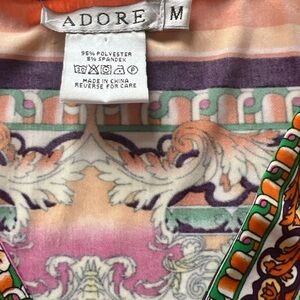 ADORE
M
95% POLYESTER
5% SPANDEX
MADE IN CHINA
REVERSE FOR CARE